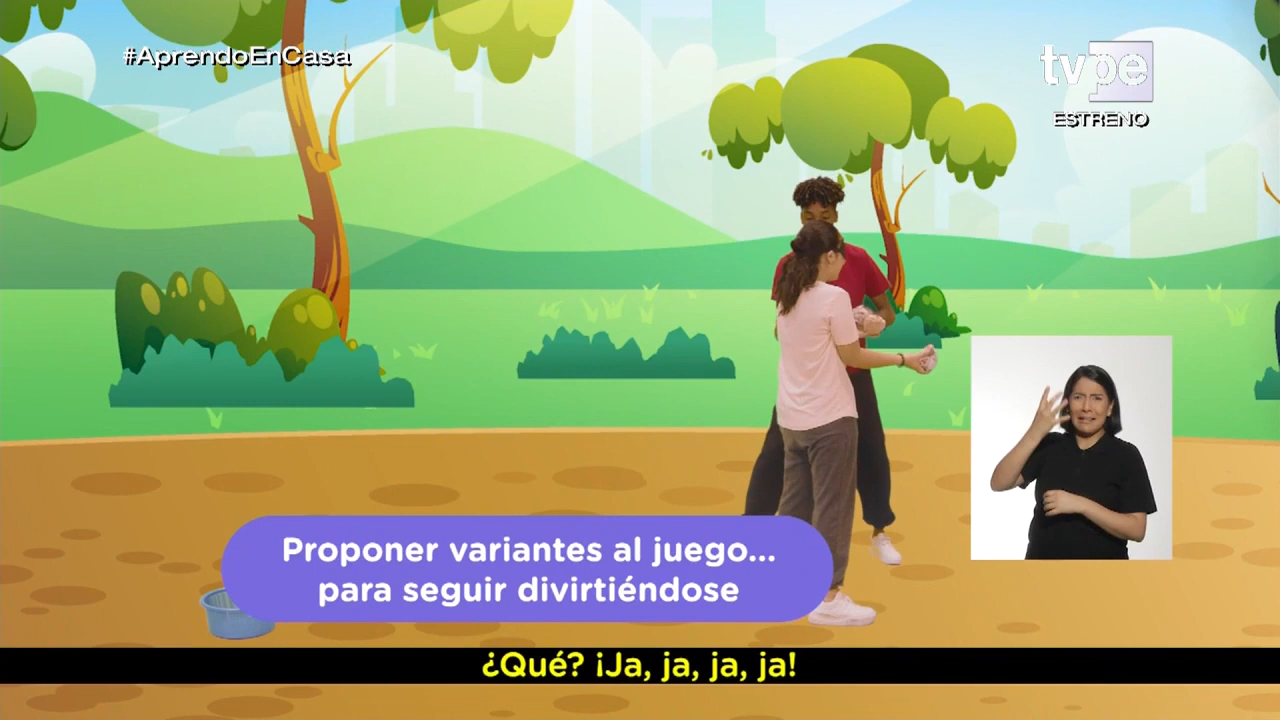 #AprendoEnCasa
tvpe
ESTRENO
Proponer variantes al juego...
para seguir divirtiéndose
¿Qué? ¡Ja, ja, ja, ja!